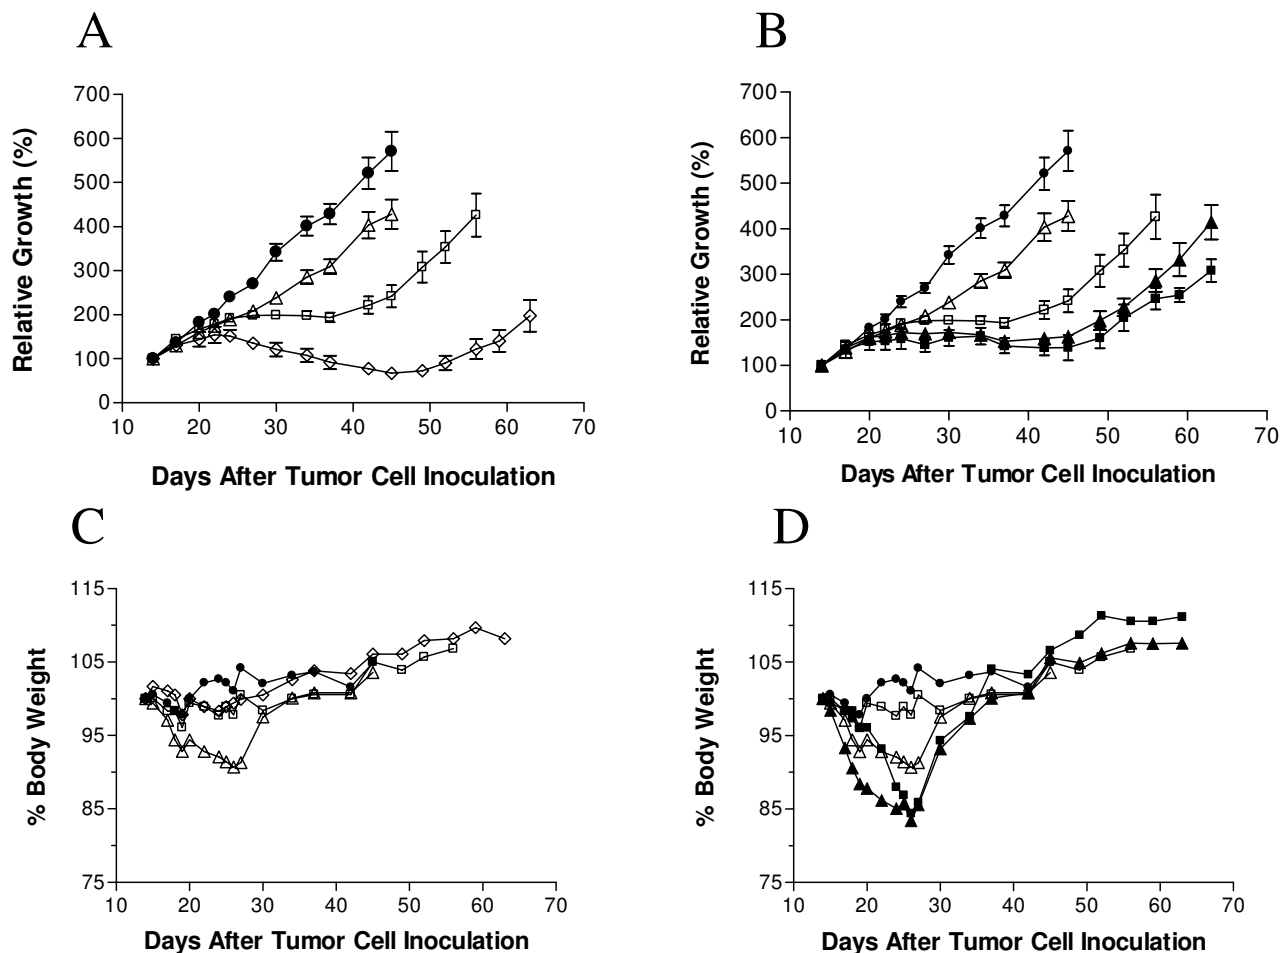 A
B
Relative Growth (%)
700
600
500
400
300
200
100
0
10 20 30 40 50 60 70
Days After Tumor Cell Inoculation
Relative Growth (%)
700
600
500
400
300
200
100
0
10 20 30 40 50 60 70
Days After Tumor Cell Inoculation
C
D
% Body Weight
115
105
95
85
75
10 20 30 40 50 60 70
Days After Tumor Cell Inoculation
% Body Weight
115
105
95
85
75
10 20 30 40 50 60 70
Days After Tumor Cell Inoculation